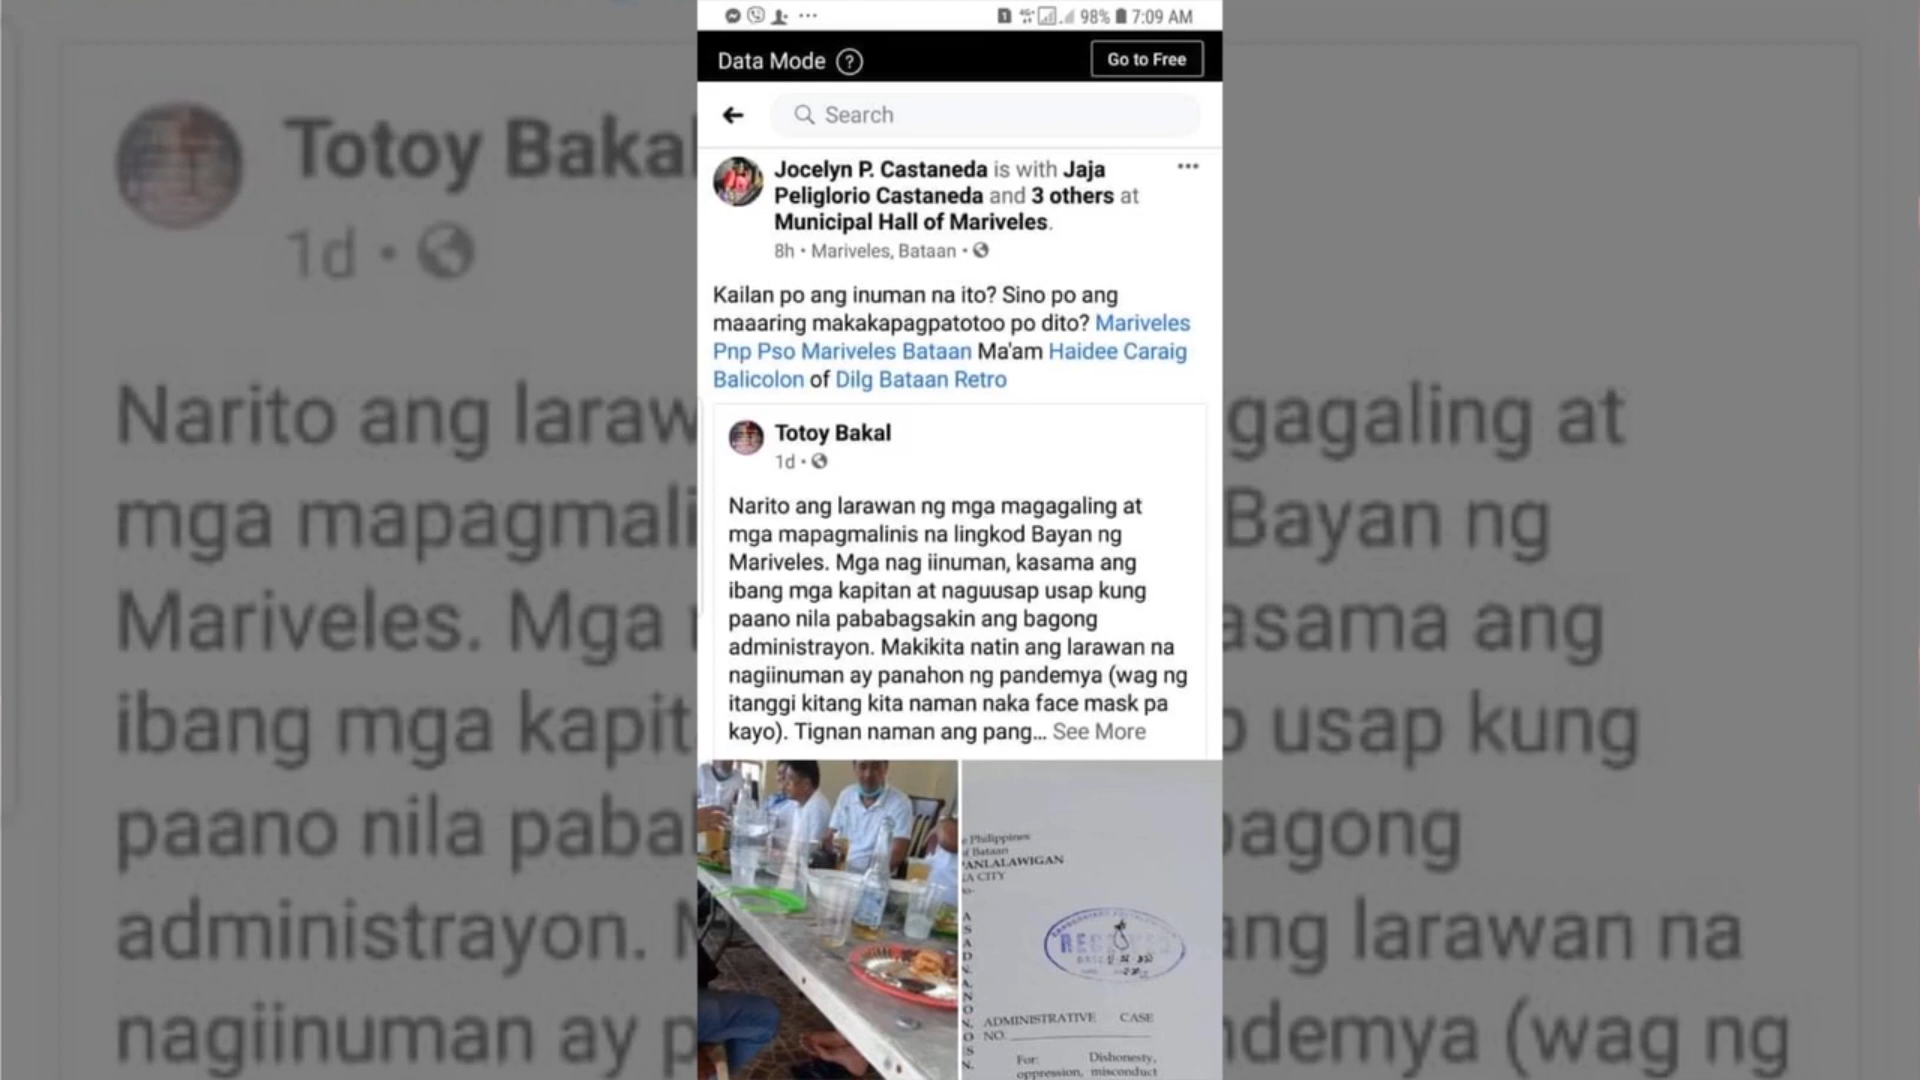 98% 7:09 AM
Data Mode ?
Go to Free
Search
Jocelyn P. Castaneda is with Jaja
Peliglorio Castaneda and 3 others at
Municipal Hall of Mariveles.
8h • Mariveles, Bataan •
Kailan po ang inuman na ito? Sino po ang
maaaring makakapagpatotoo po dito? Mariveles
Pnp Pso Mariveles Bataan Ma'am Haidee Caraig
Balicolon of Dilg Bataan Retro
Totoy Bakal
1d •
Narito ang larawan ng mga magagaling at
mga mapagmalinis na lingkod Bayan ng
Mariveles. Mga nag iinuman, kasama ang
ibang mga kapitan at naguusap usap kung
paano nila pababagsakin ang bagong
administrayon. Makikita natin ang larawan na
nagiinuman ay panahon ng pandemya (wag ng
itanggi kitang kita naman naka face mask pa
kayo). Tignan naman ang pang... See More
Philippines
Bataan
ANLALAWIGAN
A CITY
RECEIVED
ADMINISTRATIVE CASE
NO.
For: Dishonesty,
oppression, misconduct
Totoy Bakal
1d •
Narito ang laraw gagaling at
mga mapagmali Bayan ng
Mariveles. Mga asama ang
ibang mga kapit usap kung
paano nila paba bagong
administrayon. ang larawan na
nagiinuman ay p ndemya (wag ng